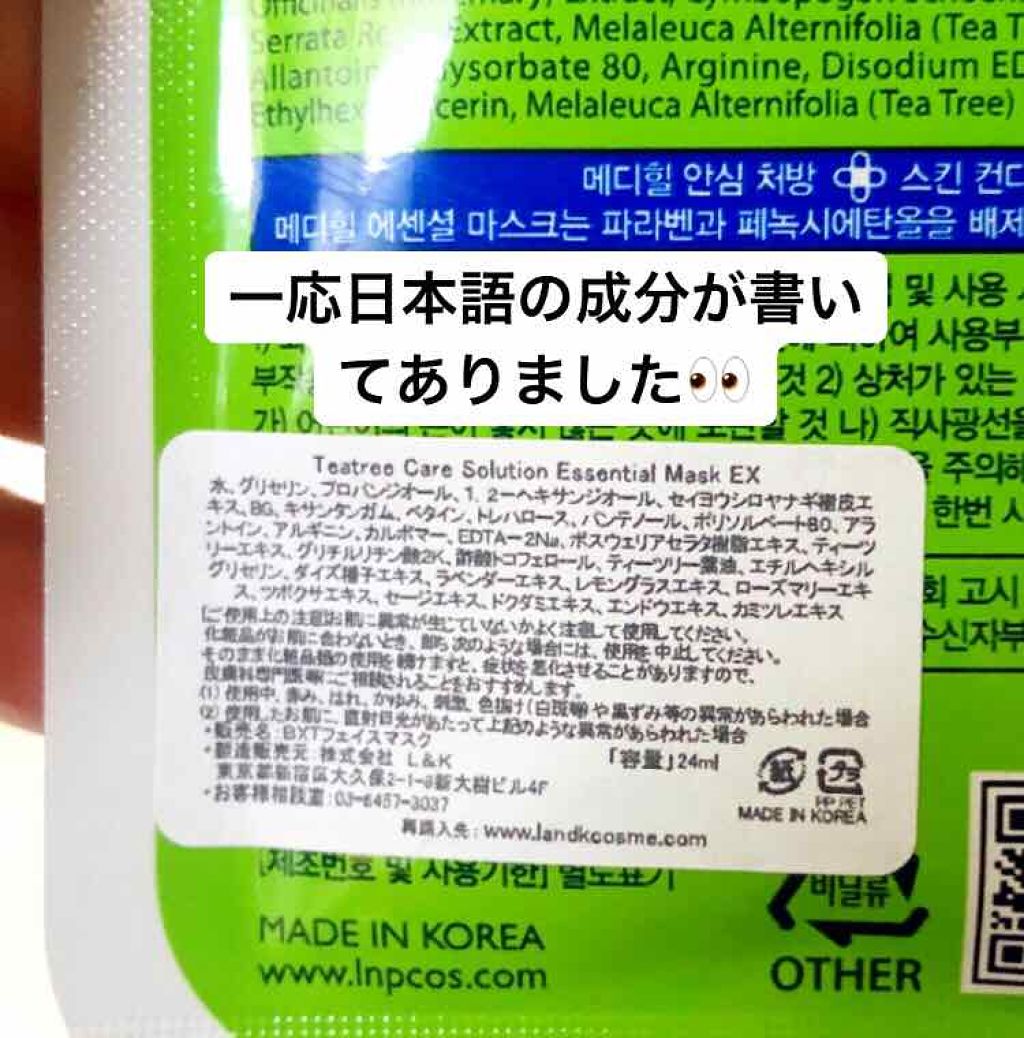 Extract, Melaleuca Alternifolia (Tea
Serrata
Allantoin
ysorbate 80, Arginine, Disodium
Ethylhex
cerin, Melaleuca Alternifolia (Tea Tree)
메디힐 안심 처방 스킨
메디힐 에센셜 마스크는 파라벤과 페녹시에탄올을
一応日本語の成分が書い
てありました👀
및 사용
사용부
것 2) 상처가 있는
것 나) 직사광선을
주의해
한번
회 고시
Teatree Care Solution Essential Mask EX
水、グリセリン、プロパンジオール、1, 2-ヘキサンジオール、セイヨウシロヤナギ樹皮エ
キス、BG、キサンタンガム、ベタイン、トレハロース、パンテノール、ポリソルベート80、アラ
ントイン、アルギニン、カルボマー、EDTA-2Na、ボスウェリアセラタ樹脂エキス、ティーツ
リーエキス、グリチルリチン酸2K、酢酸トコフェロール、ティーツリー葉油、エチルヘキシル
グリセリン、ダイズ種子エキス、ラベンダーエキス、レモングラスエキス、ローズマリーエキ
ス、ツボクサエキス、セージエキス、ドクダミエキス、エンドウエキス、カミツレエキス
[ご使用上の注意]お肌に異常が生じていないかよく注意して使用してください。
化粧品がお肌に合わないとき、即ち次のような場合には、使用を中止してください。
そのまま化粧品類の使用を続けますと、症状を悪化させることがありますので、
皮膚科専門医等にご相談されることをおすすめします。
(1) 使用中、赤み、はれ、かゆみ、刺激、色抜け(白斑等)や黒ずみ等の異常があらわれた場合
(2) 使用したお肌に、直射日光があたって上記のような異常があらわれた場合
・販売名:BXTフェイスマスク
・製造販売元:株式会社 L&K
「容量」24ml
東京都新宿区大久保2-1-8新大樹ビル4F
・お客様相談室:03-6457-3037
紙
プラ
PP PET
MADE IN KOREA
www.landkcosme.com
[제조번호 및 사용기한] 별도표기
비닐류
MADE IN KOREA
www.lnpcos.com
OTHER